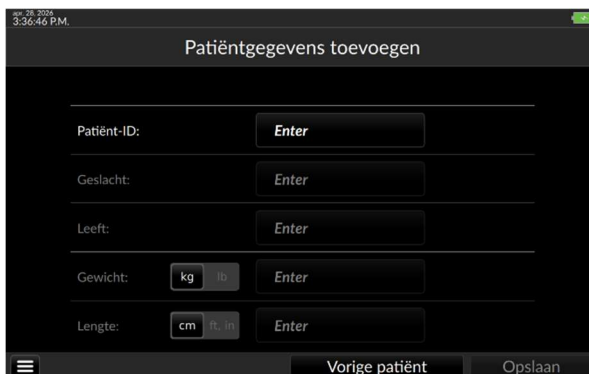 apr. 28, 2026
3:36:46 P.M.
Patiëntgegevens toevoegen
Patiënt-ID: Enter
Geslacht: Enter
Leeft: Enter
Gewicht: kg lb Enter
Lengte: cm ft, in Enter
Vorige patiënt Opslaan